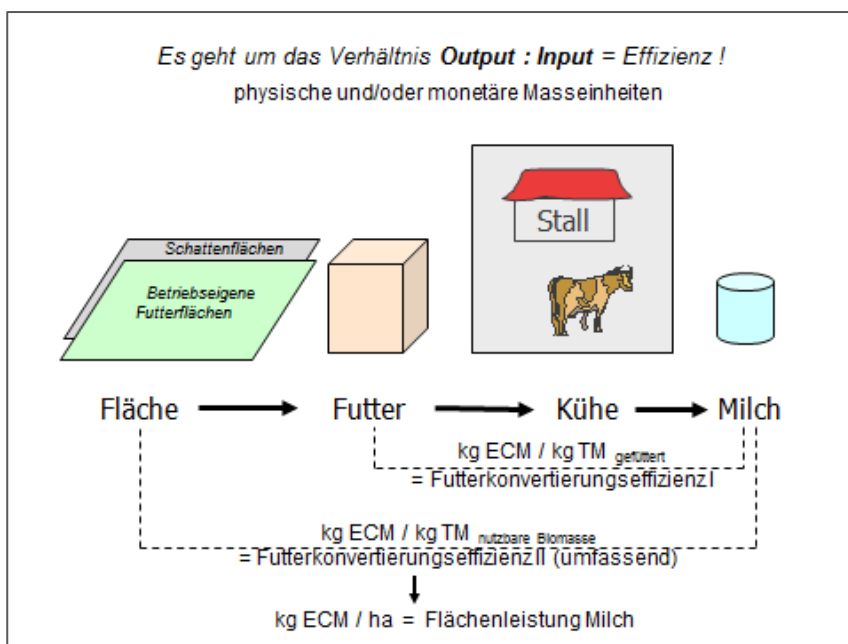 Es geht um das Verhältnis Output : Input = Effizienz !
physische und/oder monetäre Masseinheiten
Stall
Schattenflächen
Betriebseigene
Futterflächen
Fläche Futter Kühe Milch
kg ECM / kg TM gefüttert
= Futterkonvertierungseffizienz I
kg ECM / kg TM nutzbare Biomasse
= Futterkonvertierungseffizienz II (umfassend)
kg ECM / ha = Flächenleistung Milch